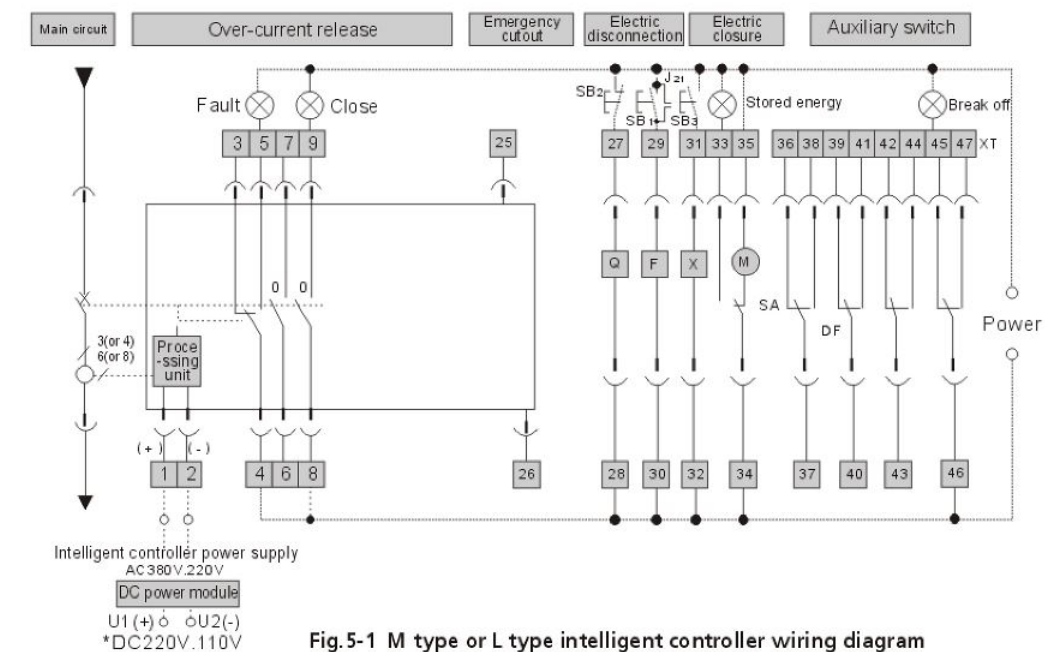 Main circuit
Over-current release
Emergency
cutout
Electric
disconnection
Electric
closure
Auxiliary switch
Fault
Close
SB2
SB1
J21
SB3
Stored energy
Break off
3 5 7 9
25
27
29
31 33 35
36 38 39 41 42 44 45 47 XT
Q
F
X
M
0
0
SA
DF
Power
3(or 4)
6(or 8)
Proce
-ssing
unit
(+)
(-)
1 2
4 6 8
26
28
30
32
34
37
40
43
46
Intelligent controller power supply
AC380V.220V
DC power module
U1(+)
U2(-)
*DC220V.110V
Fig.5-1 M type or L type intelligent controller wiring diagram